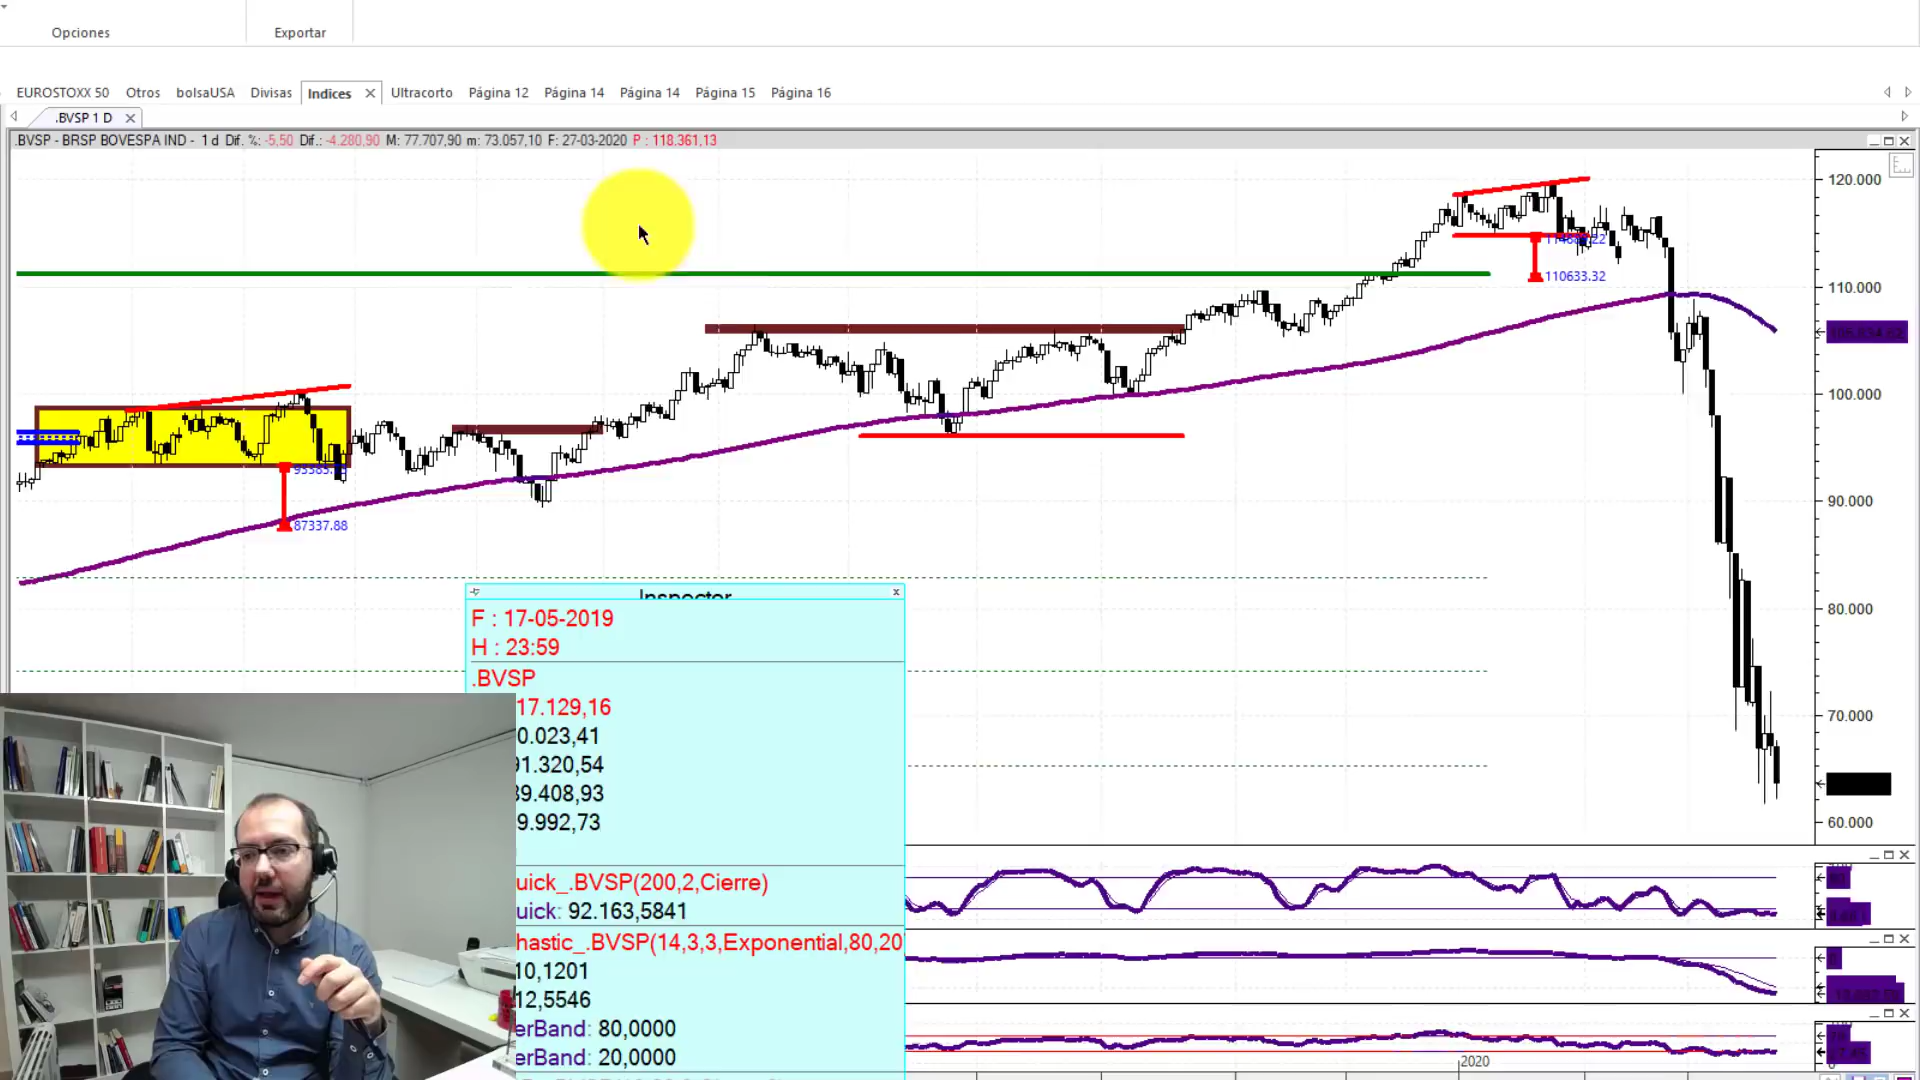 Opciones
Exportar
EUROSTOXX 50 Otros bolsaUSA Divisas Indices Ultracorto Página 12 Página 14 Página 14 Página 15 Página 16
.BVSP 1 D
.BVSP - BRSP BOVESPA IND - 1 d Dif. %: -5,50 Dif.: -4.280,90 M: 77.707,90 m: 73.057,10 F: 27-03-2020 P : 118.361,13
120.000
110633.32
110.000
100.000
90.000
87337.88
80.000
70.000
60.000
Inspector
F : 17-05-2019
H : 23:59
.BVSP
17.129,16
0.023,41
91.320,54
89.408,93
9.992,73
uick_.BVSP(200,2,Cierre)
uick: 92.163,5841
hastic_.BVSP(14,3,3,Exponential,80,20
10,1201
12,5546
erBand: 80,0000
erBand: 20,0000
2020